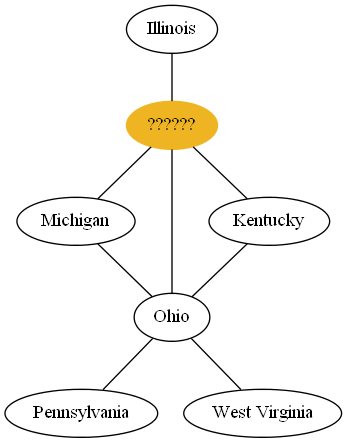 Illinois
??????
Michigan
Kentucky
Ohio
Pennsylvania
West Virginia